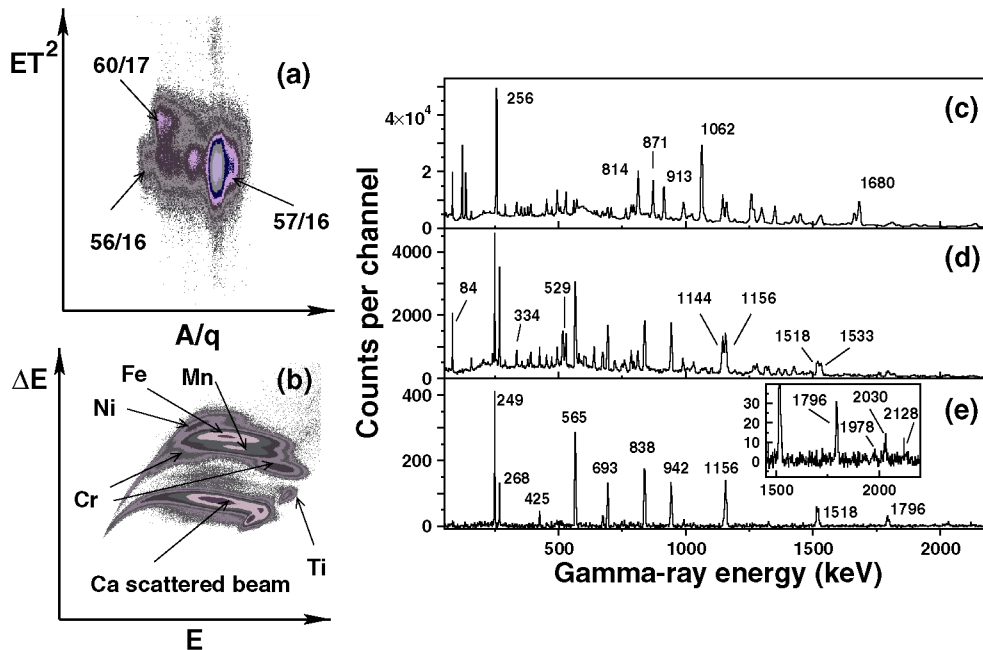 ET²
60/17
(a)
56/16
57/16
A/q
ΔE
Fe
Mn
(b)
Ni
Cr
Ti
Ca scattered beam
E
Counts per channel
4×10⁴
2
0
256
814
871
913
1062
1680
(c)
4000
2000
0
84
334
529
1144
1156
1518
1533
(d)
400
200
0
249
268
425
565
693
838
942
1156
1518
1796
(e)
30
20
10
0
1796
1978
2030
2128
1500
2000
500
1000
1500
2000
Gamma-ray energy (keV)